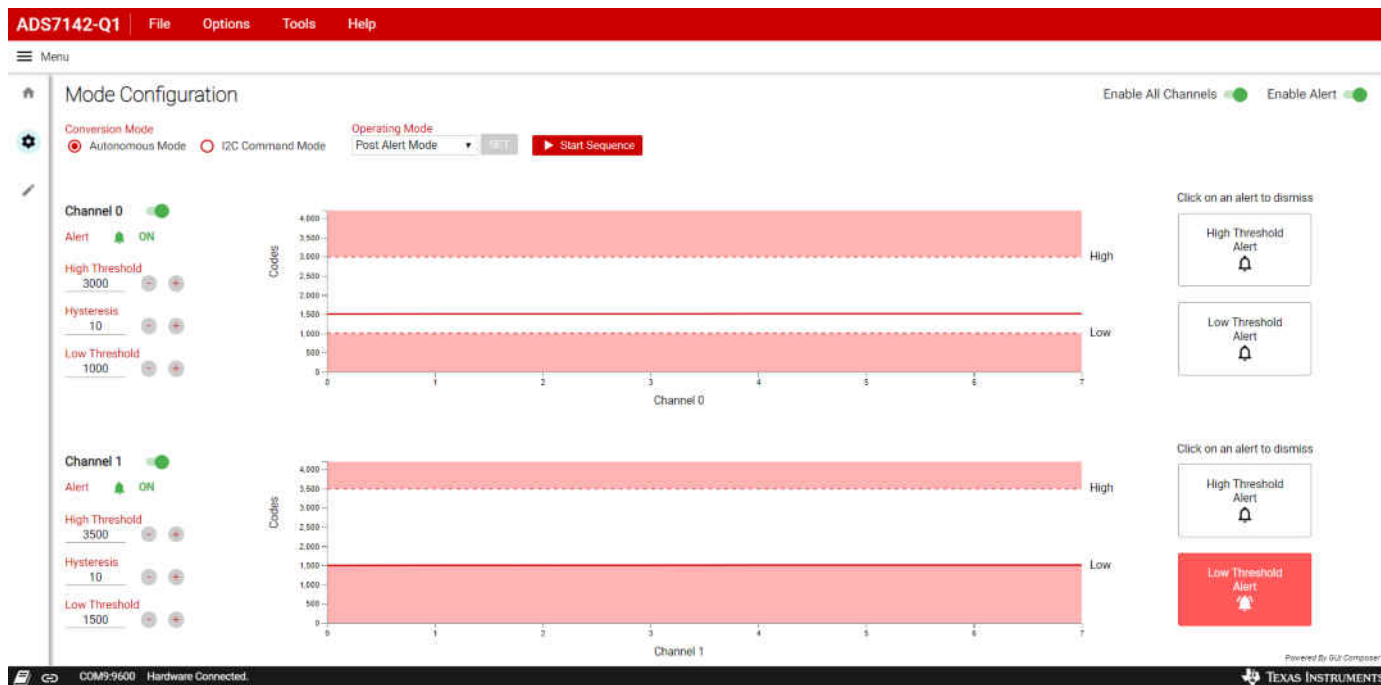 ADS7142-Q1 File Options Tools Help
Menu
Mode Configuration
Enable All Channels Enable Alert
Conversion Mode
Autonomous Mode I2C Command Mode
Operating Mode
Post Alert Mode SET Start Sequence
Channel 0
Alert ON
High Threshold
3000
Hysteresis
10
Low Threshold
1000
Codes
4,000
3,500
3,000
2,500
2,000
1,500
1,000
500
0
0 1 2 3 4 5 6 7
Channel 0
High
Low
Click on an alert to dismiss
High Threshold
Alert
Low Threshold
Alert
Channel 1
Alert ON
High Threshold
3500
Hysteresis
10
Low Threshold
1500
Codes
4,000
3,500
3,000
2,500
2,000
1,500
1,000
500
0
0 1 2 3 4 5 6 7
Channel 1
High
Low
Click on an alert to dismiss
High Threshold
Alert
Low Threshold
Alert
Powered By GUI Composer
COM9:9600 Hardware Connected.
TEXAS INSTRUMENTS